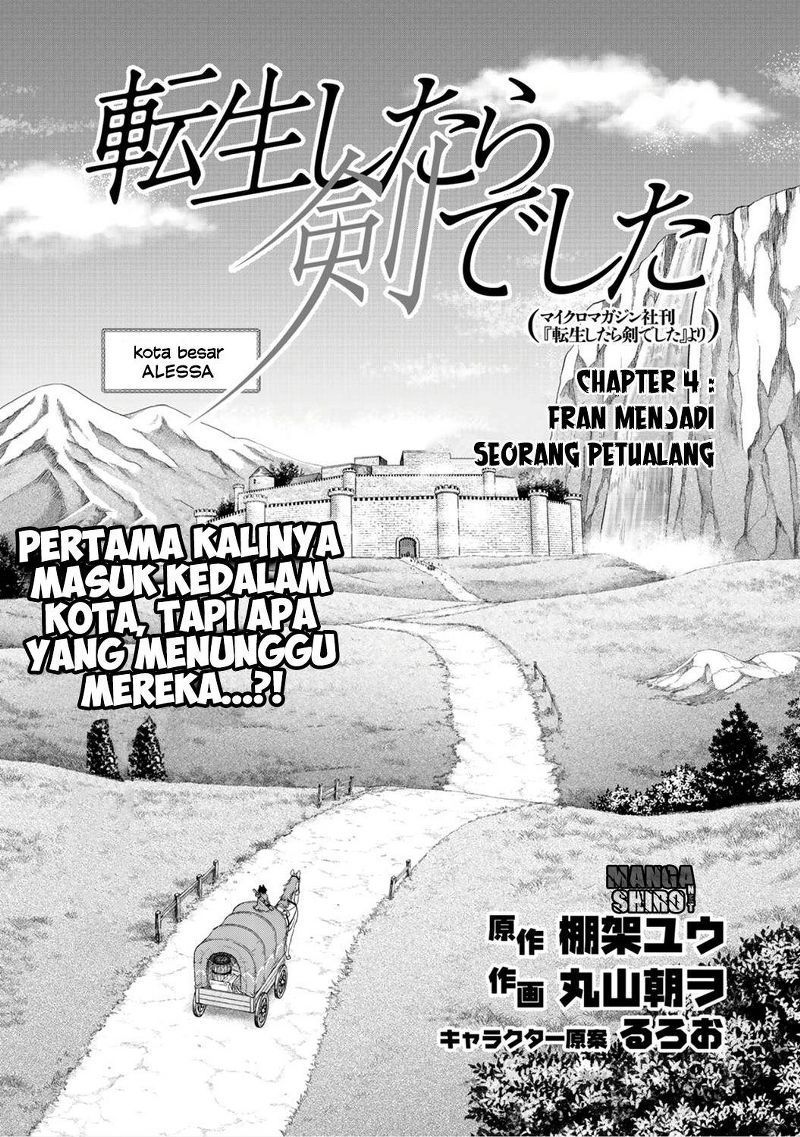 転生したら
剣でした
(マイクロマガジン社刊
『転生したら剣でした』より)
kota besar
ALESSA
CHAPTER 4 :
FRAN MENJADI
SEORANG PETUALANG
PERTAMA KALINYA
MASUK KEDALAM
KOTA, TAPI APA
YANG MENUNGGU
MEREKA...?!
MANGA
SHIRO
NET
原作 棚架ユウ
作画 丸山朝ヲ
キャラクター原案 るろお